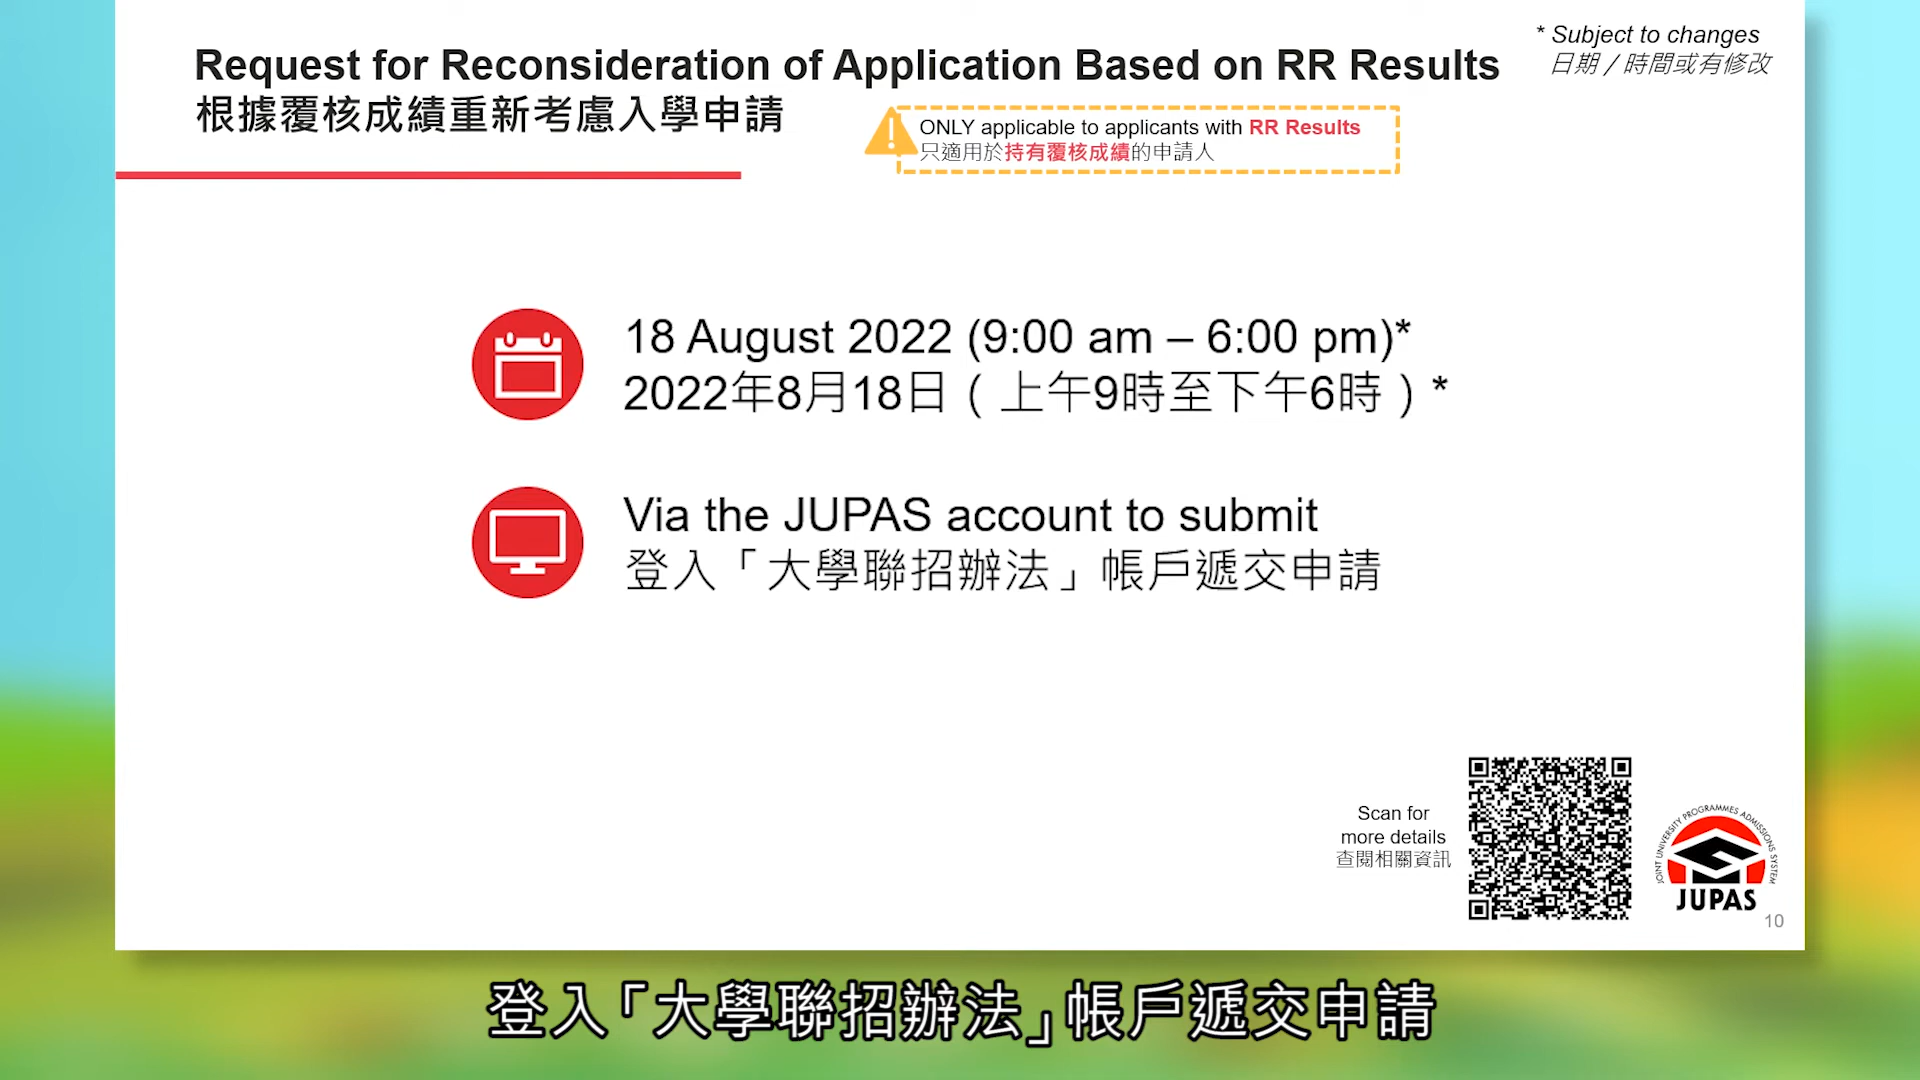 * Subject to changes
日期 / 時間或有修改
Request for Reconsideration of Application Based on RR Results
根據覆核成績重新考慮入學申請
ONLY applicable to applicants with RR Results
只適用於持有覆核成績的申請人
18 August 2022 (9:00 am – 6:00 pm)*
2022年8月18日（上午9時至下午6時）*
Via the JUPAS account to submit
登入「大學聯招辦法」帳戶遞交申請
Scan for
more details
查閱相關資訊
JOINT UNIVERSITY PROGRAMMES ADMISSIONS SYSTEM
JUPAS
10
登入「大學聯招辦法」帳戶遞交申請